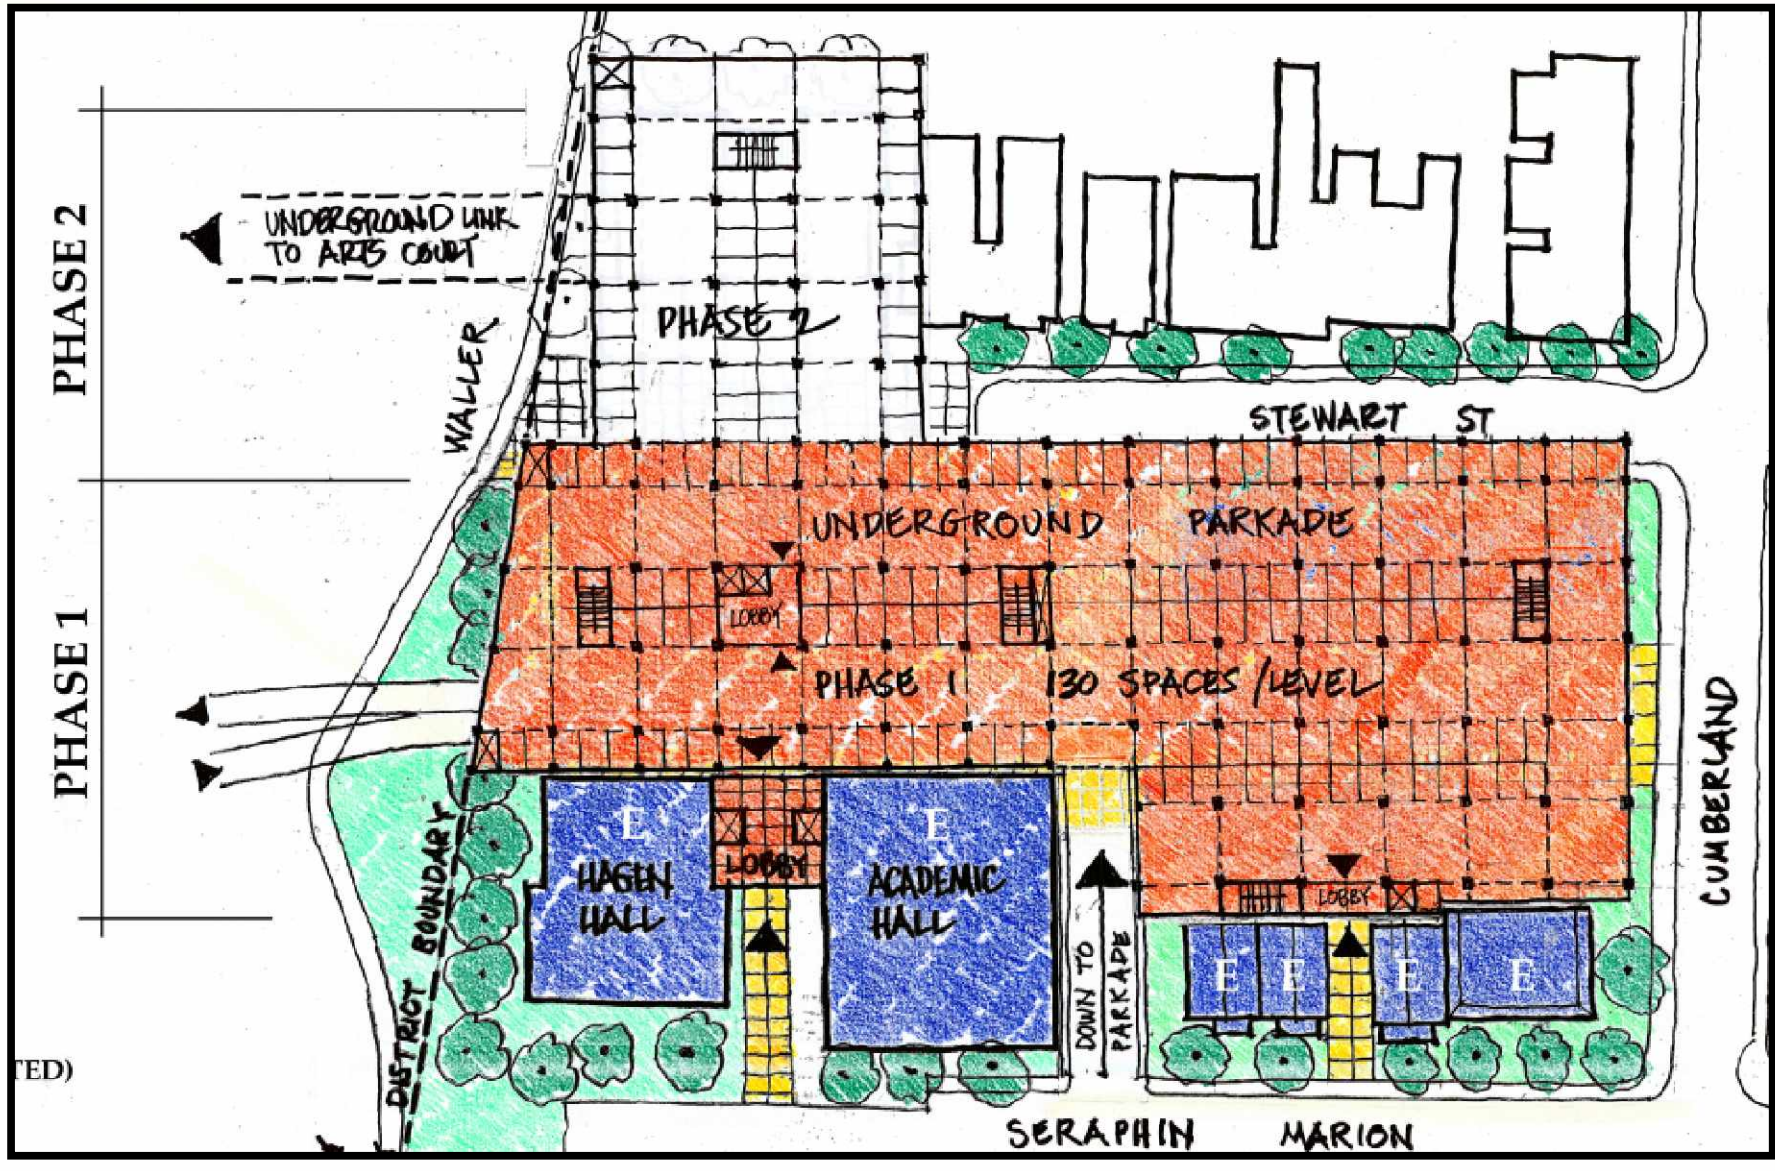 PHASE 2
UNDERGROUND LINK
TO ARTS COURT
PHASE 2
WALLER
STEWART ST
UNDERGROUND PARKADE
LOBBY
PHASE 1 130 SPACES/LEVEL
PHASE 1
CUMBERLAND
E
HAGEN
HALL
LOBBY
E
ACADEMIC
HALL
LOBBY
DISTRICT BOUNDARY
DOWN TO
PARKADE
E
E
E
E
TED)
SERAPHIN MARION